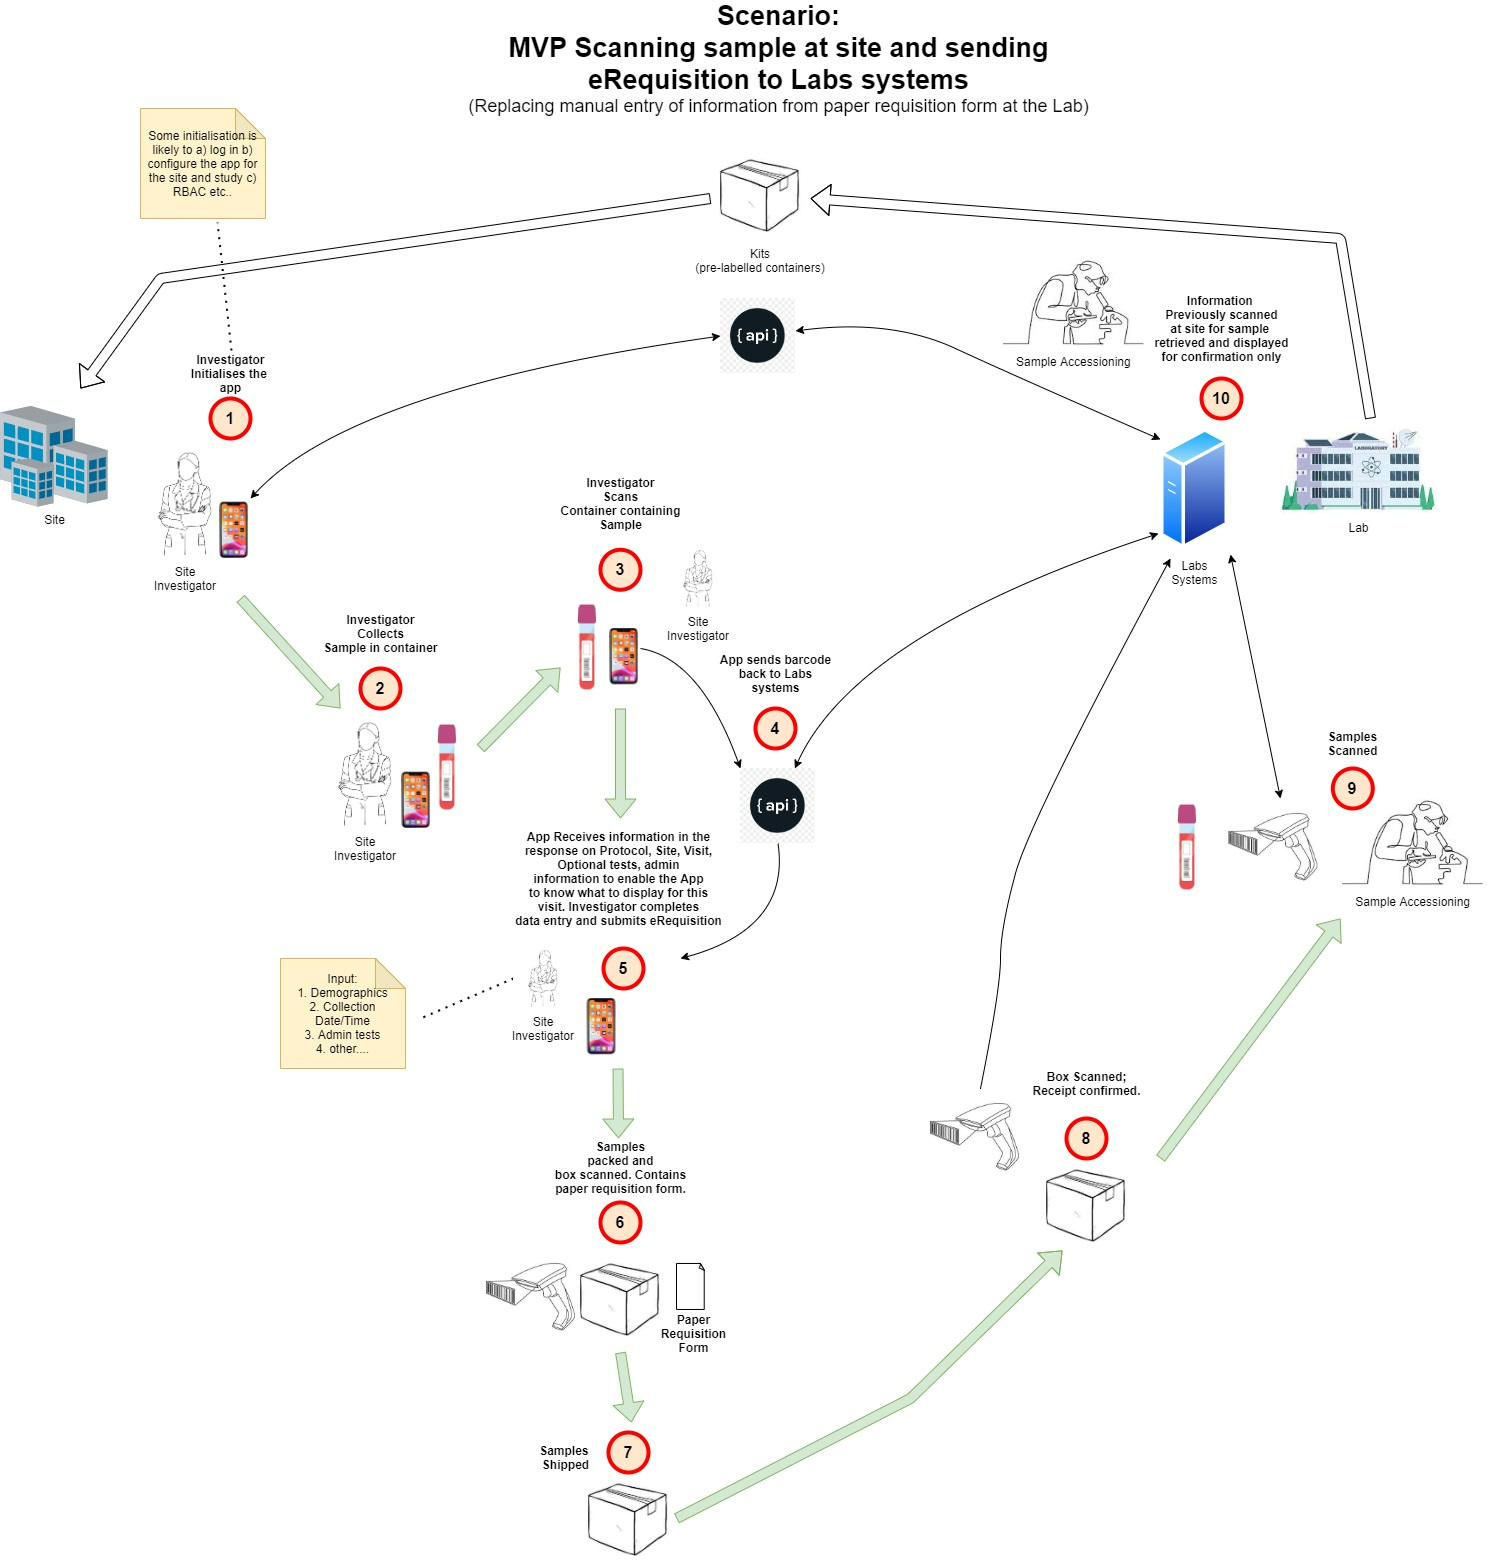 Scenario:
MVP Scanning sample at site and sending
eRequisition to Labs systems
(Replacing manual entry of information from paper requisition form at the Lab)
Some initialisation is
likely to a) log in b)
configure the app for
the site and study c)
RBAC etc..
Kits
(pre-labelled containers)
{api}
Sample Accessioning
Information
Previously scanned
at site for sample
retrieved and displayed
for confirmation only
10
Investigator
Initialises the
app
1
Site
Site
Investigator
LABORATORY
Lab
Labs
Systems
Investigator
Scans
Container containing
Sample
3
Site
Investigator
Investigator
Collects
Sample in container
2
Site
Investigator
App sends barcode
back to Labs
systems
4
{api}
Samples
Scanned
9
Sample Accessioning
App Receives information in the
response on Protocol, Site, Visit,
Optional tests, admin
information to enable the App
to know what to display for this
visit. Investigator completes
data entry and submits eRequisition
5
Site
Investigator
Input:
1. Demographics
2. Collection
Date/Time
3. Admin tests
4. other....
Box Scanned;
Receipt confirmed.
8
Samples
packed and
box scanned. Contains
paper requisition form.
6
Paper
Requisition
Form
Samples
Shipped
7